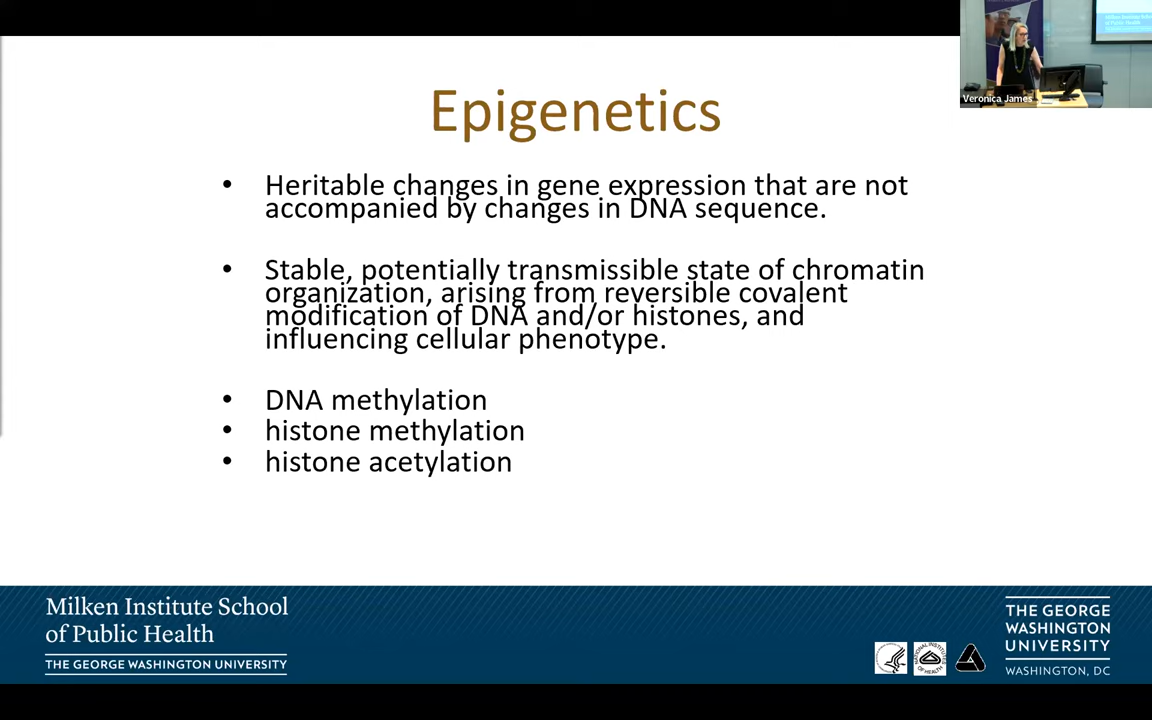 Epigenetics
Veronica James
• Heritable changes in gene expression that are not
accompanied by changes in DNA sequence.
• Stable, potentially transmissible state of chromatin
organization, arising from reversible covalent
modification of DNA and/or histones, and
influencing cellular phenotype.
• DNA methylation
• histone methylation
• histone acetylation
Milken Institute School
of Public Health
THE GEORGE WASHINGTON UNIVERSITY
THE GEORGE
WASHINGTON
UNIVERSITY
WASHINGTON, DC